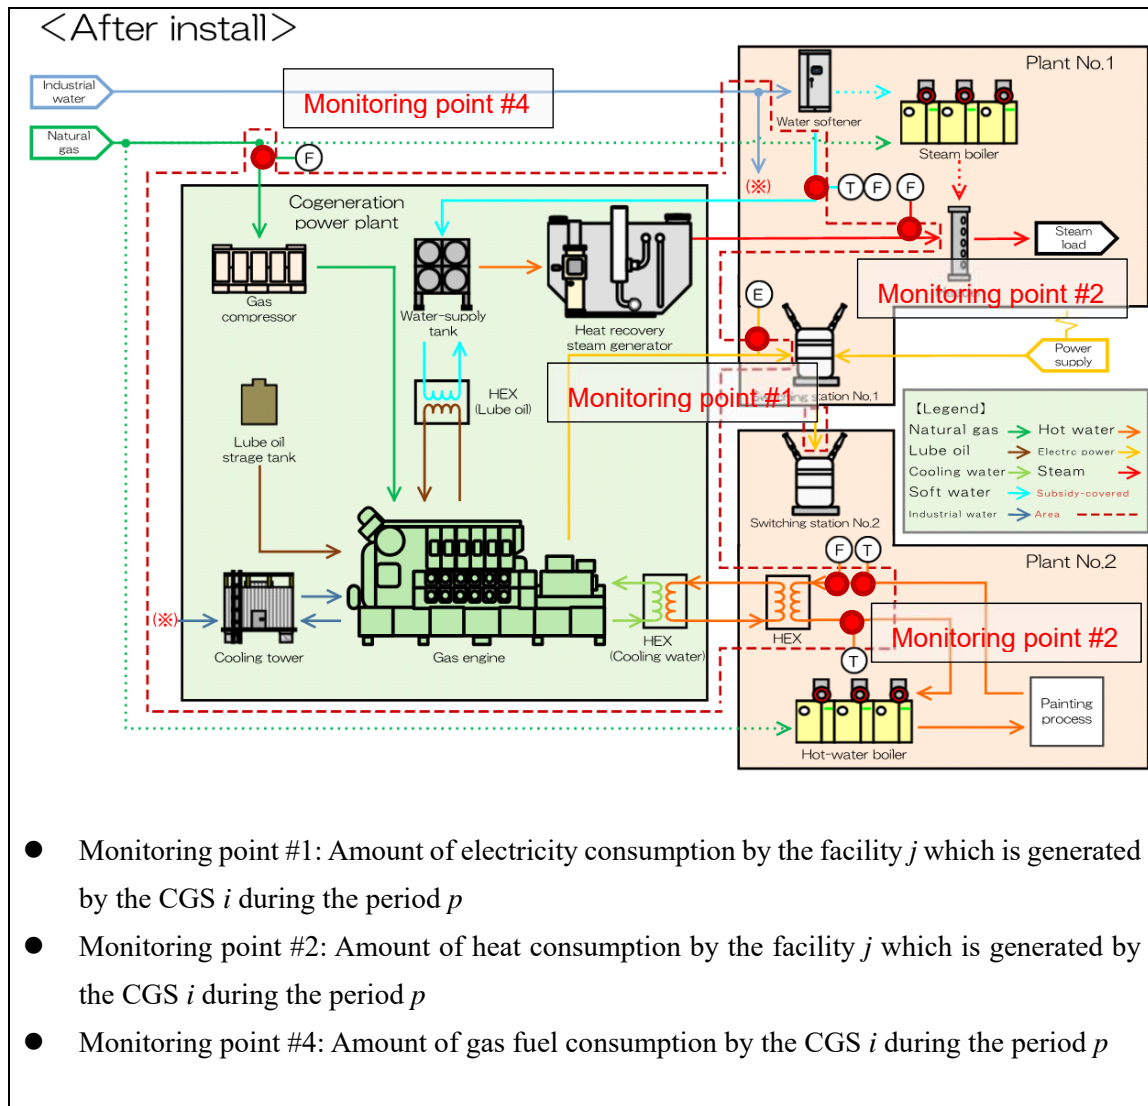 <After install>
Plant No.1
Industrial
water
Monitoring point #4
Water softener
Natural
gas
F
Steam boiler
(※)
T F F
Cogeneration
power plant
Steam
load
Gas
compressor
Water-supply
tank
Heat recovery
steam generator
E
Monitoring point #2
Power
supply
HEX
(Lube oil)
Monitoring point #1
Switching station No.1
Lube oil
strage tank
【Legend】
Natural gas
Hot water
Lube oil
Electrc power
Cooling water
Steam
Soft water
Subsidy-covered
Industrial water
Area
Switching station No.2
F T
Plant No.2
(※)
Cooling tower
Gas engine
HEX
(Cooling water)
HEX
Monitoring point #2
T
Painting
process
Hot-water boiler
● Monitoring point #1: Amount of electricity consumption by the facility j which is generated
by the CGS i during the period p
● Monitoring point #2: Amount of heat consumption by the facility j which is generated by
the CGS i during the period p
● Monitoring point #4: Amount of gas fuel consumption by the CGS i during the period p